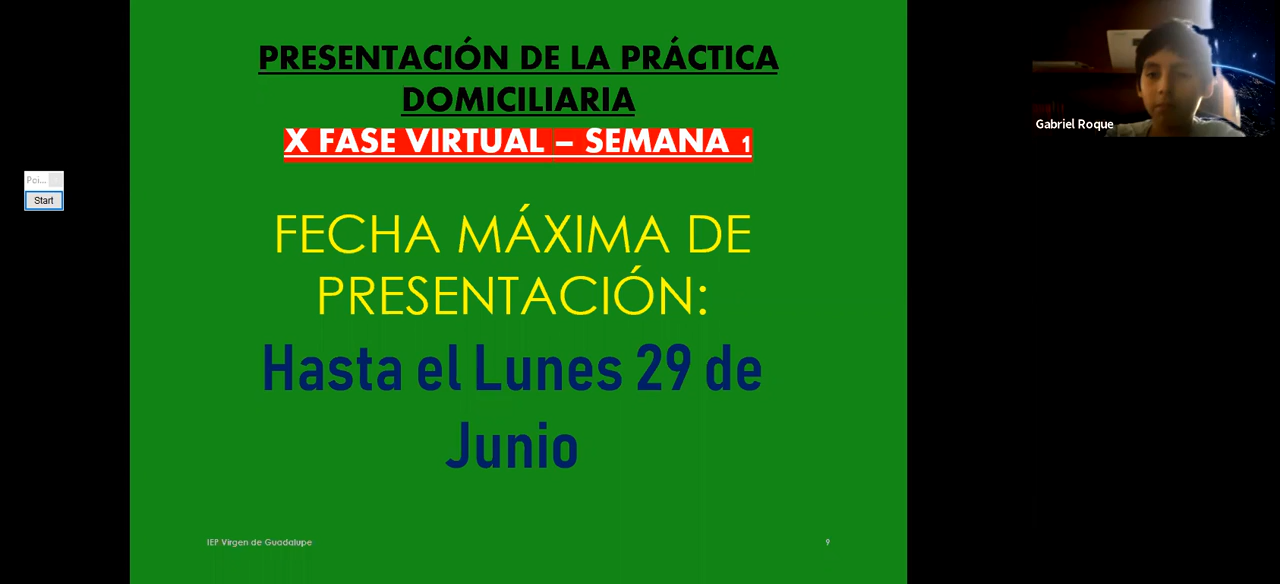 PRESENTACIÓN DE LA PRÁCTICA
DOMICILIARIA
X FASE VIRTUAL – SEMANA 1
FECHA MÁXIMA DE
PRESENTACIÓN:
Hasta el Lunes 29 de
Junio
IEP Virgen de Guadalupe
9
Gabriel Roque
Poi...
Start